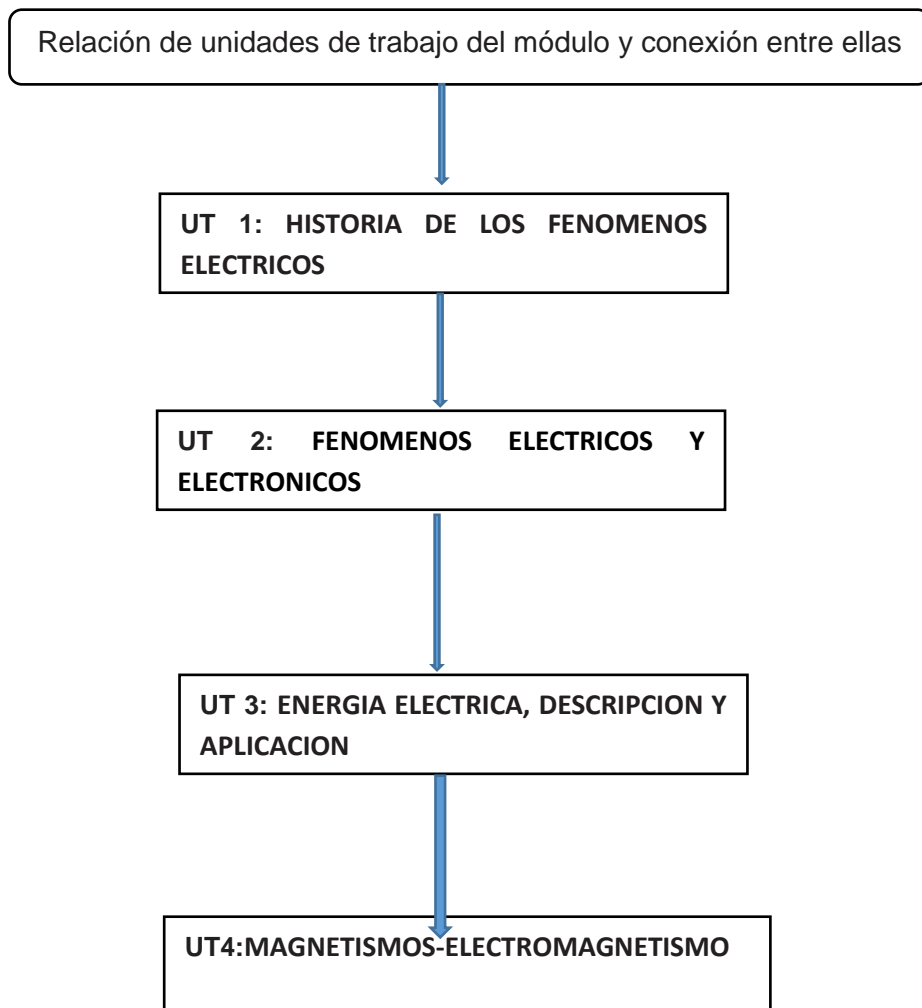 Relación de unidades de trabajo del módulo y conexión entre ellas
UT 1: HISTORIA DE LOS FENOMENOS
ELECTRICOS
UT 2: FENOMENOS ELECTRICOS Y
ELECTRONICOS
UT 3: ENERGIA ELECTRICA, DESCRIPCION Y
APLICACION
UT4:MAGNETISMOS-ELECTROMAGNETISMO